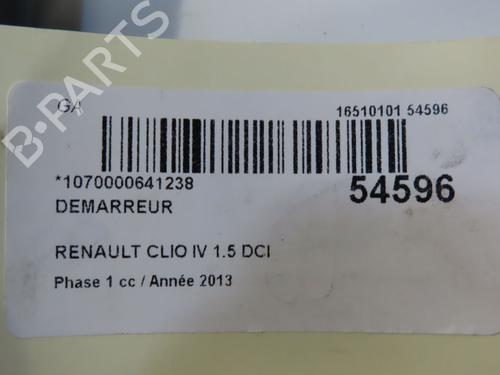 GA
16510101 54596
*1070000641238
54596
DEMARREUR
RENAULT CLIO IV 1.5 DCI
Phase 1 cc / Année 2013
B-PARTS